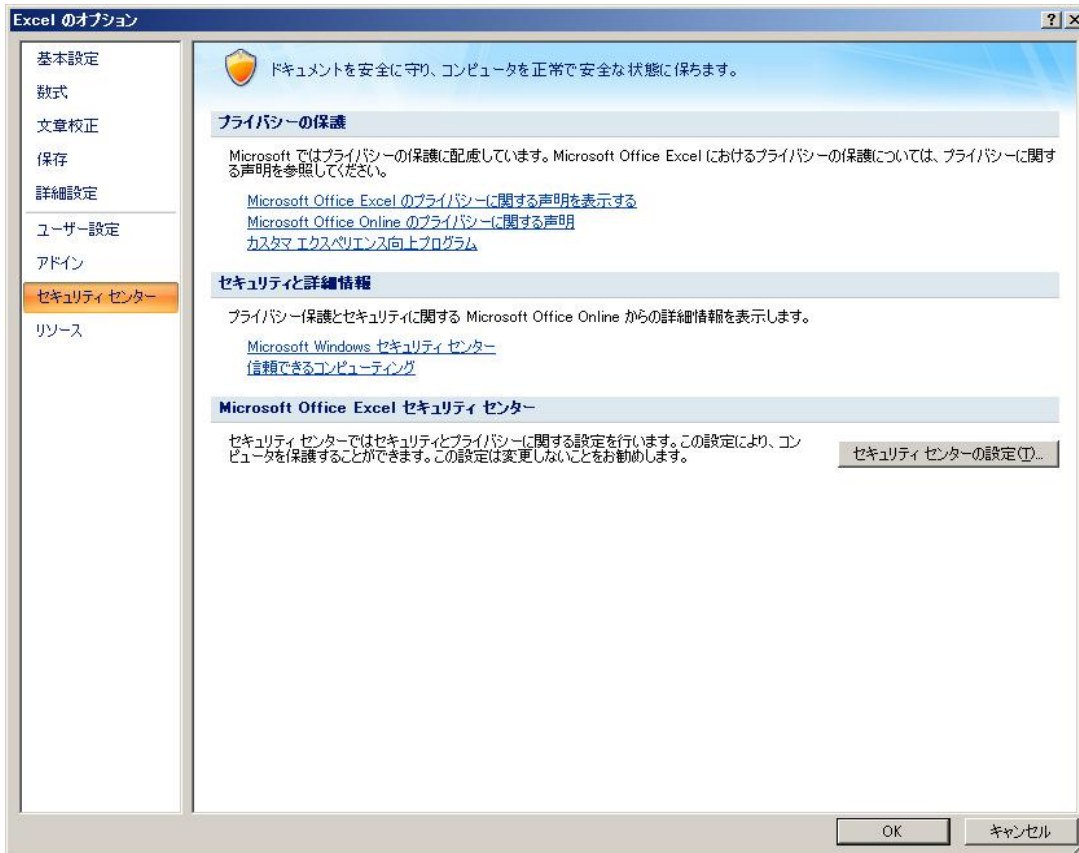 Excel のオプション
基本設定
数式
文章校正
保存
詳細設定
ユーザー設定
アドイン
セキュリティ センター
リソース
ドキュメントを安全に守り、コンピュータを正常で安全な状態に保ちます。
プライバシーの保護
Microsoft ではプライバシーの保護に配慮しています。Microsoft Office Excel におけるプライバシーの保護については、プライバシーに関す
る声明を参照してください。
Microsoft Office Excel のプライバシーに関する声明を表示する
Microsoft Office Online のプライバシーに関する声明
カスタマ エクスペリエンス向上プログラム
セキュリティと詳細情報
プライバシー保護とセキュリティに関する Microsoft Office Online からの詳細情報を表示します。
Microsoft Windows セキュリティ センター
信頼できるコンピューティング
Microsoft Office Excel セキュリティ センター
セキュリティ センターではセキュリティとプライバシーに関する設定を行います。この設定により、コン
ピュータを保護することができます。この設定は変更しないことをお勧めします。
セキュリティ センターの設定(T)...
OK
キャンセル